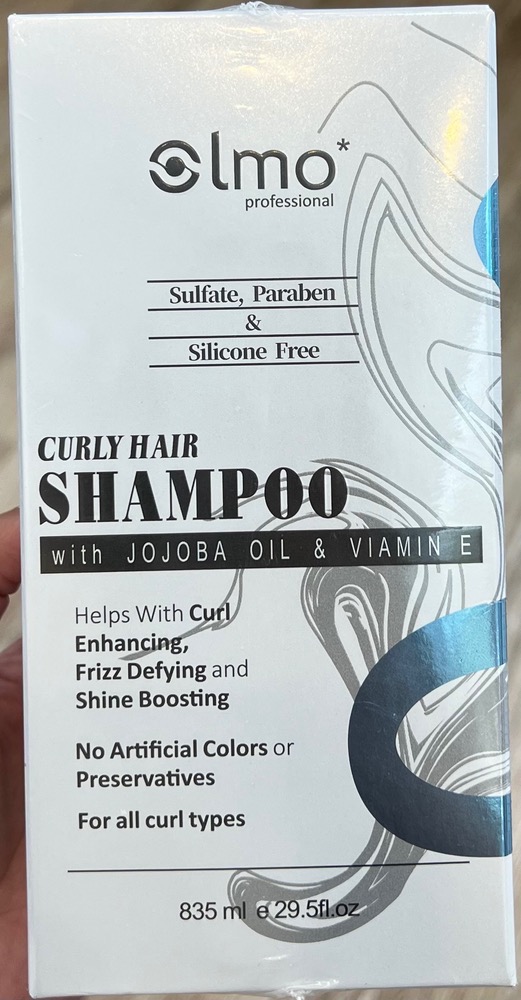 olmo*
professional
Sulfate, Paraben
&
Silicone Free
CURLY HAIR
SHAMPOO
with JOJOBA OIL & VIAMIN E
Helps With Curl
Enhancing,
Frizz Defying and
Shine Boosting
No Artificial Colors or
Preservatives
For all curl types
835 ml e 29.5fl.oz